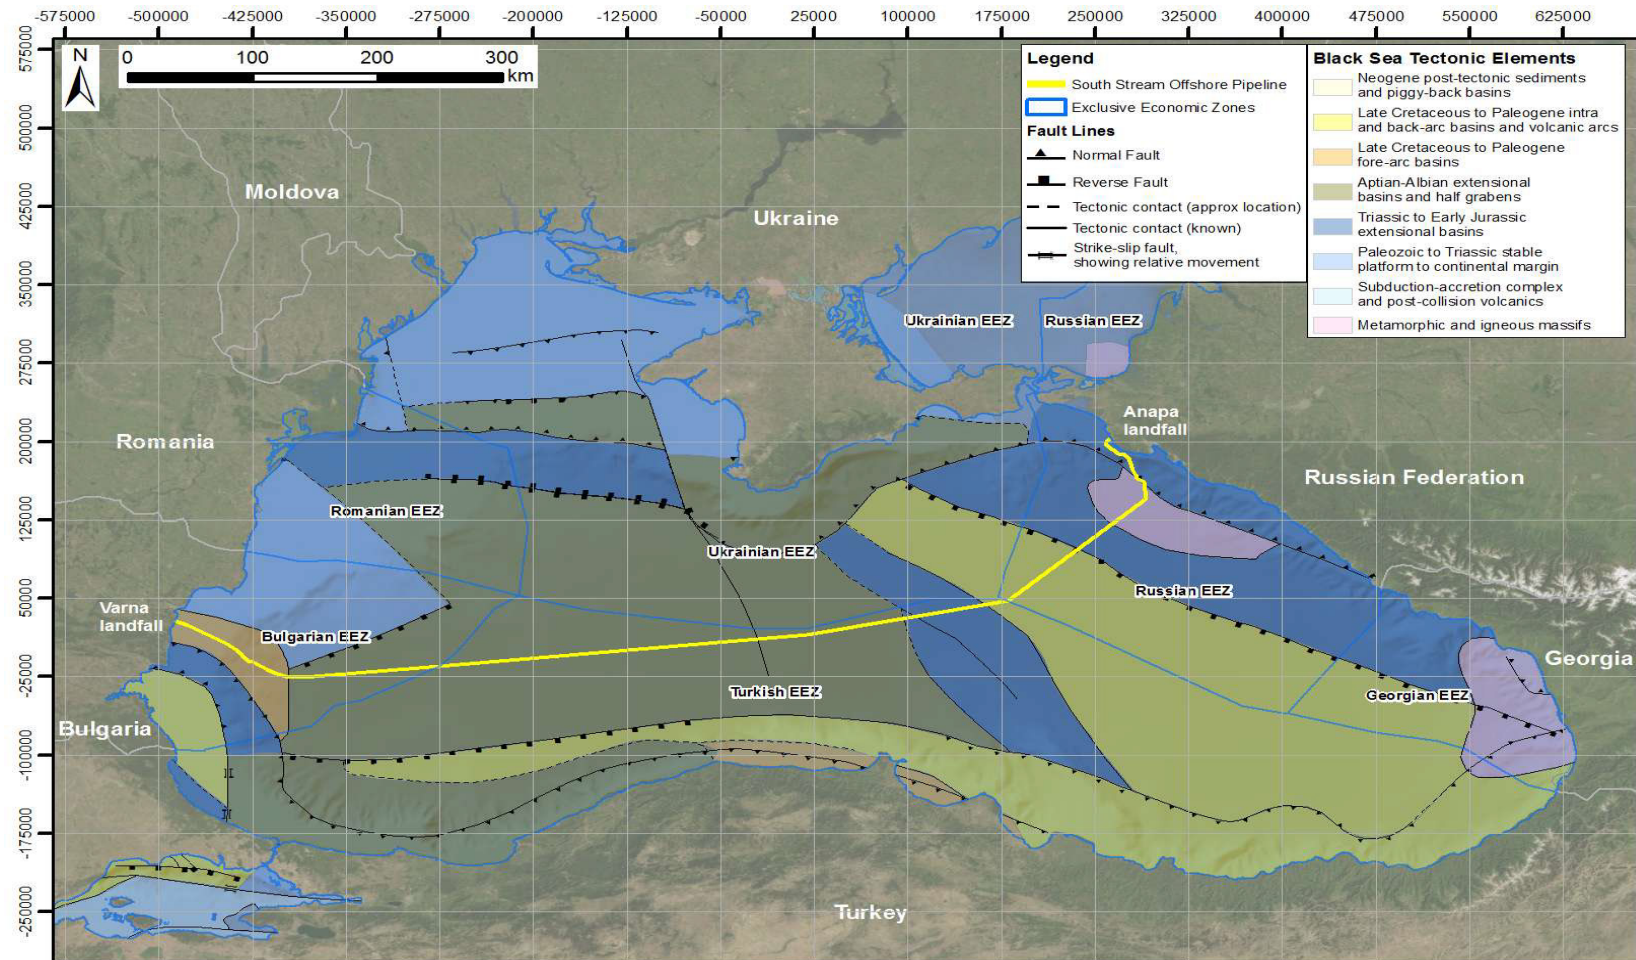 -575000 -500000 -425000 -350000 -275000 -200000 -125000 -50000 25000 100000 175000 250000 325000 400000 475000 550000 625000
575000
500000
425000
350000
275000
200000
125000
50000
-25000
-100000
-175000
-250000
N
0 100 200 300
km
Legend
South Stream Offshore Pipeline
Exclusive Economic Zones
Fault Lines
Normal Fault
Reverse Fault
Tectonic contact (approx location)
Tectonic contact (known)
Strike-slip fault,
showing relative movement
Black Sea Tectonic Elements
Neogene post-tectonic sediments
and piggy-back basins
Late Cretaceous to Paleogene intra
and back-arc basins and volcanic arcs
Late Cretaceous to Paleogene
fore-arc basins
Aptian-Albian extensional
basins and half grabens
Triassic to Early Jurassic
extensional basins
Paleozoic to Triassic stable
platform to continental margin
Subduction-accretion complex
and post-collision volcanics
Metamorphic and igneous massifs
Moldova
Ukraine
Ukrainian EEZ
Russian EEZ
Romania
Anapa
landfall
Russian Federation
Romanian EEZ
Ukrainian EEZ
Russian EEZ
Varna
landfall
Bulgarian EEZ
Georgia
Turkish EEZ
Georgian EEZ
Bulgaria
Turkey